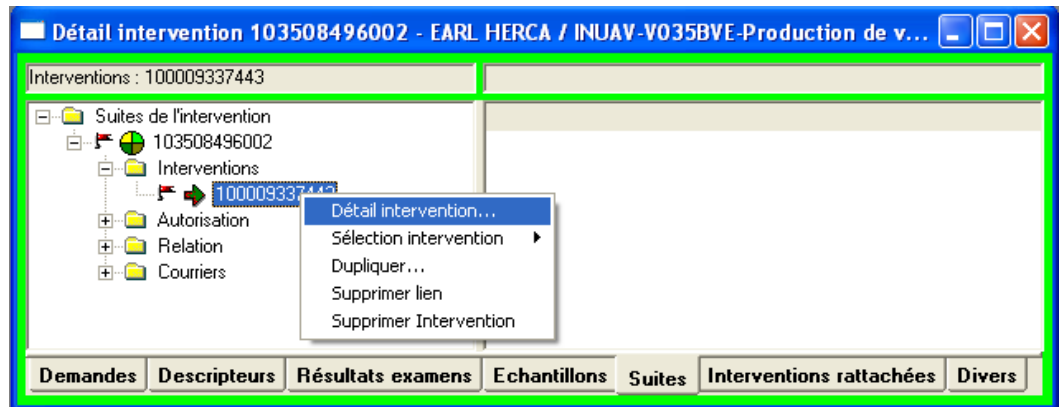 Détail intervention 103508496002 - EARL HERCA / INUAV-V035BVE-Production de v...
Interventions : 100009337443
Suites de l'intervention
103508496002
Interventions
100009337443
Détail intervention...
Autorisation
Sélection intervention
Relation
Dupliquer...
Courriers
Supprimer lien
Supprimer Intervention
Demandes Descripteurs Résultats examens Echantillons Suites Interventions rattachées Divers